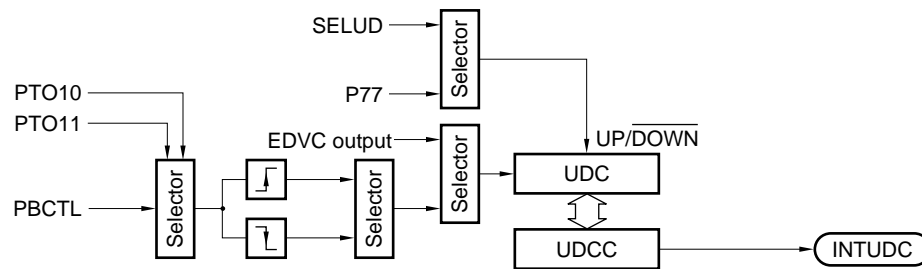 SELUD
Selector
P77
PTO10
PTO11
EDVC output
UP/DOWN
Selector
UDC
PBCTL
Selector
Selector
UDCC
INTUDC